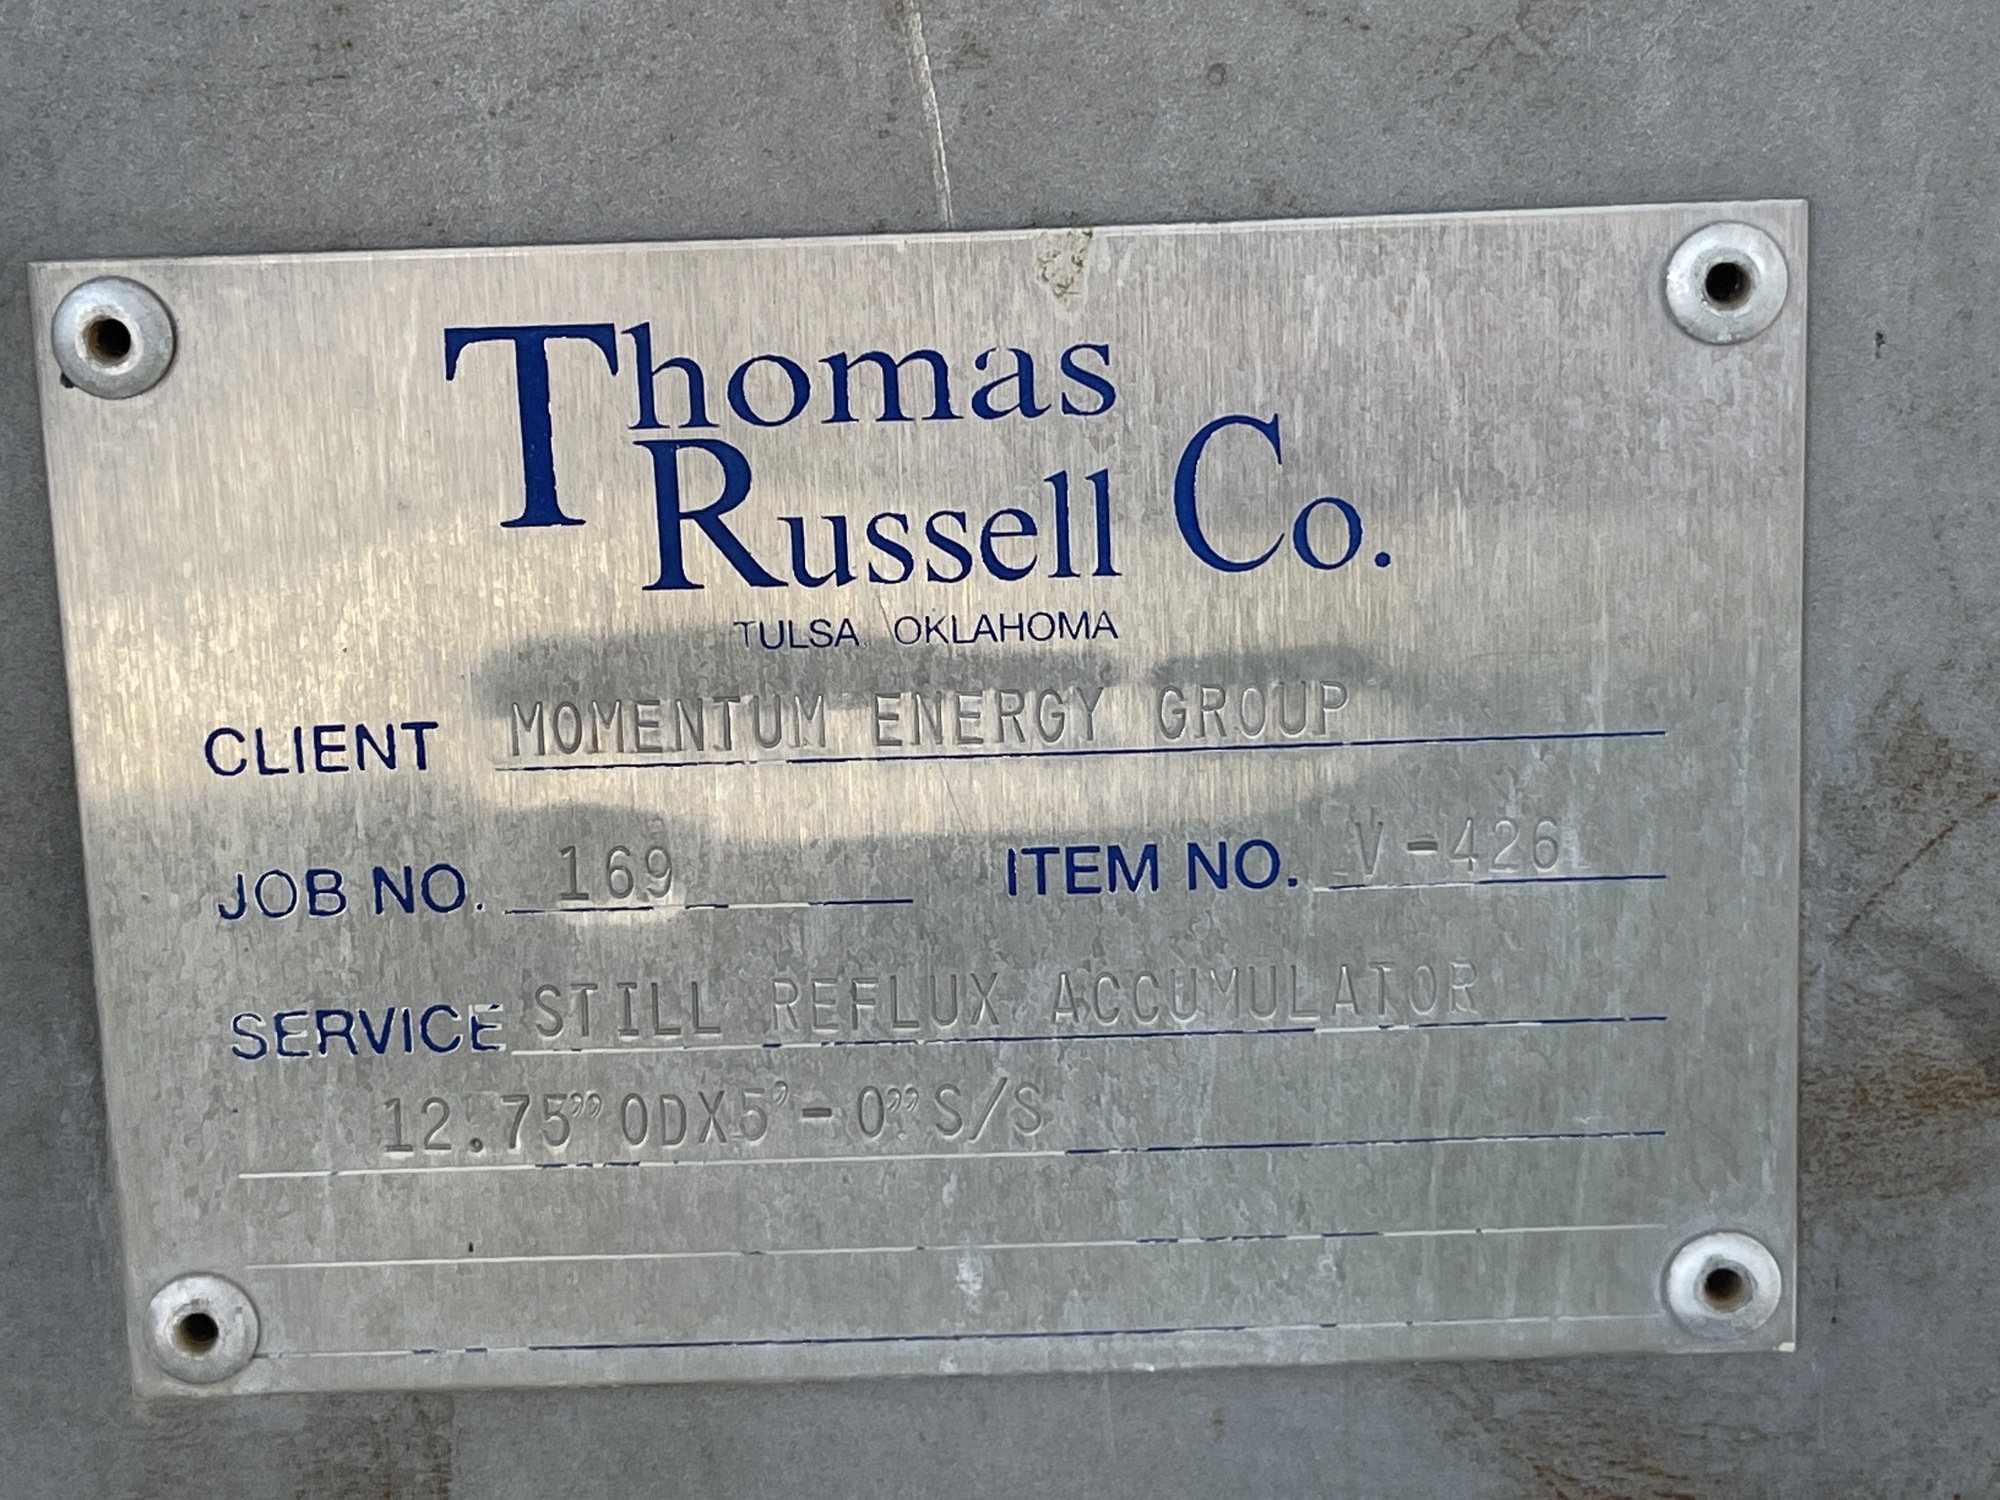 Thomas
Russell Co.
TULSA, OKLAHOMA
CLIENT MOMENTUM ENERGY GROUP
JOB NO. 169 ITEM NO. V-426
SERVICE STILL REFLUX ACCUMULATOR
12.75" ODX5'-0" S/S